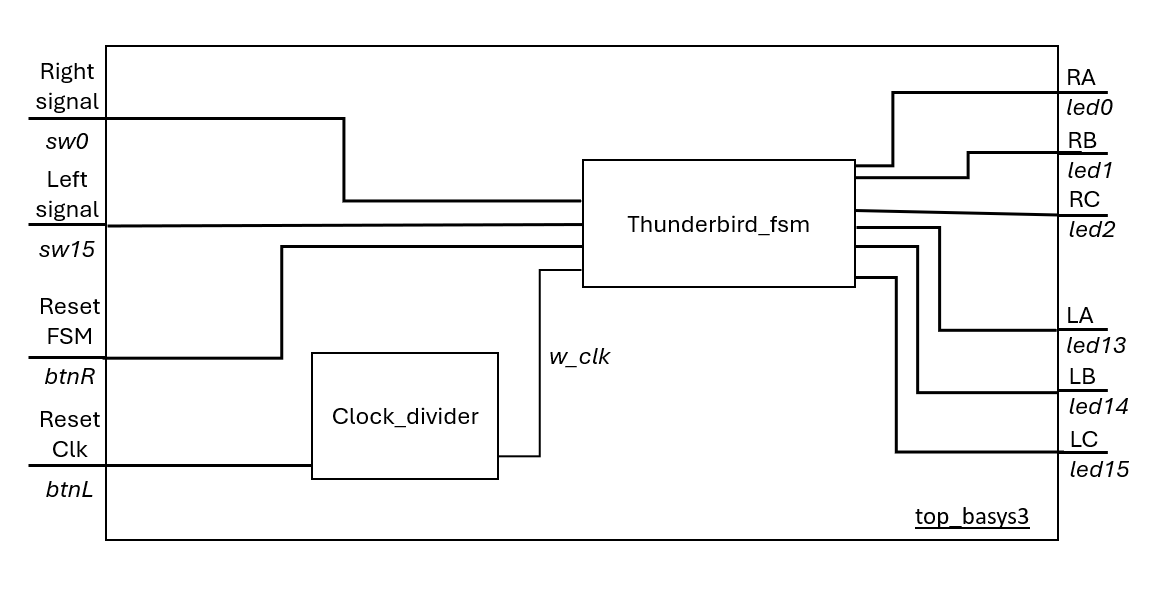 Right
signal
sw0
Left
signal
sw15
Reset
FSM
btnR
Reset
Clk
btnL
Clock_divider
w_clk
Thunderbird_fsm
RA
led0
RB
led1
RC
led2
LA
led13
LB
led14
LC
led15
top_basys3